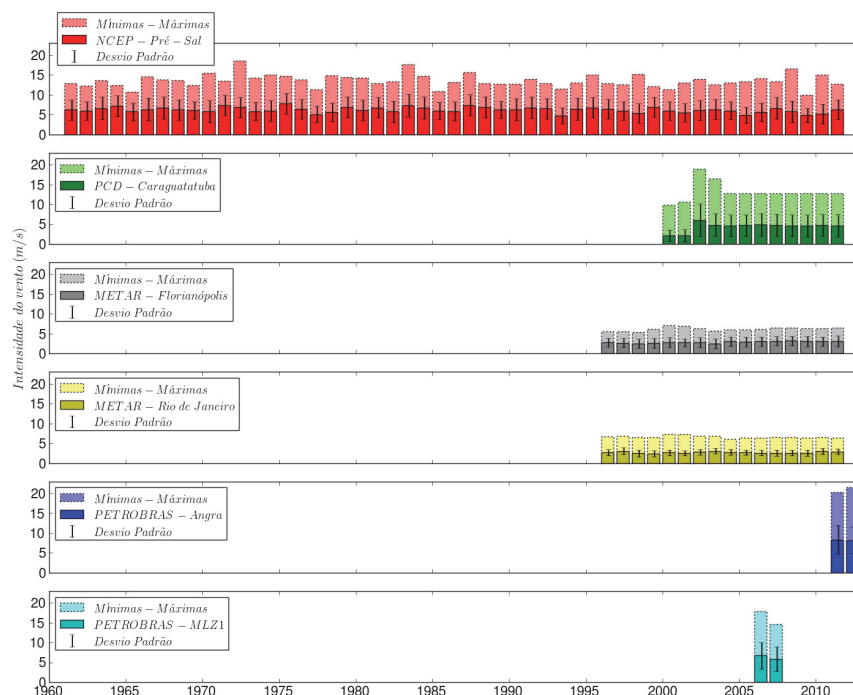 Mínimas – Máximas
NCEP – Pré – Sal
Desvio Padrão
20
15
10
5
0
Mínimas – Máximas
PCD – Caraguatatuba
Desvio Padrão
20
15
10
5
0
Intensidade do vento (m/s)
Mínimas – Máximas
METAR – Florianópolis
Desvio Padrão
20
15
10
5
0
Mínimas – Máximas
METAR – Rio de Janeiro
Desvio Padrão
20
15
10
5
0
Mínimas – Máximas
PETROBRAS – Angra
Desvio Padrão
20
15
10
5
0
Mínimas – Máximas
PETROBRAS – MLZ1
Desvio Padrão
20
15
10
5
0
1960 1965 1970 1975 1980 1985 1990 1995 2000 2005 2010